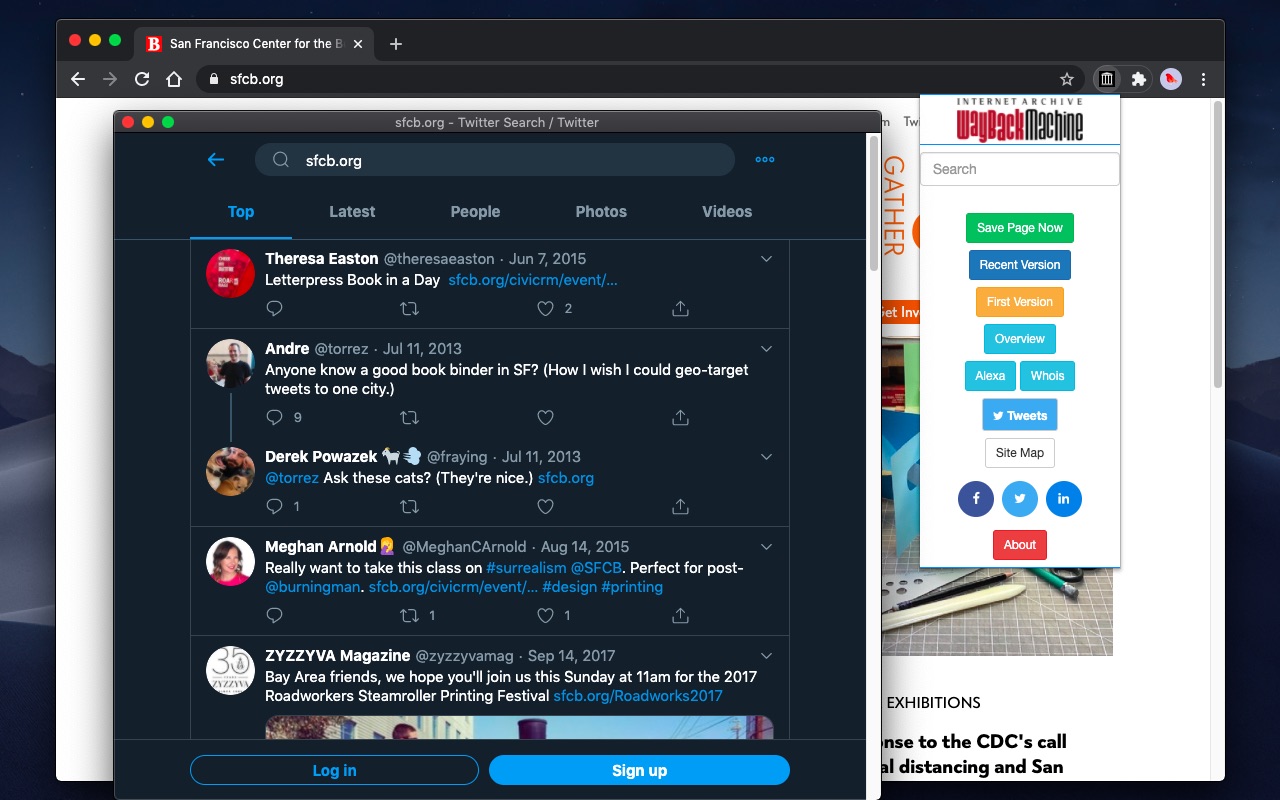 San Francisco Center for the B
sfcb.org
sfcb.org - Twitter Search / Twitter
sfcb.org
Top
Latest
People
Photos
Videos
Theresa Easton @theresaeaston · Jun 7, 2015
Letterpress Book in a Day sfcb.org/civicrm/event/...
2
Andre @torrez · Jul 11, 2013
Anyone know a good book binder in SF? (How I wish I could geo-target
tweets to one city.)
9
Derek Powazek @fraying · Jul 11, 2013
@torrez Ask these cats? (They're nice.) sfcb.org
1
Meghan Arnold @MeghanCArnold · Aug 14, 2015
Really want to take this class on #surrealism @SFCB. Perfect for post-
@burningman. sfcb.org/civicrm/event/... #design #printing
1
1
35
ZYZZYVA
ZYZZYVA Magazine @zyzzyvamag · Sep 14, 2017
Bay Area friends, we hope you'll join us this Sunday at 11am for the 2017
Roadworkers Steamroller Printing Festival sfcb.org/Roadworks2017
Log in
Sign up
m
Twi
GATHER
Get Inv
INTERNET ARCHIVE
WayBackMachine
Search
Save Page Now
Recent Version
First Version
Overview
Alexa
Whois
Tweets
Site Map
About
EXHIBITIONS
onse to the CDC's call
al distancing and San